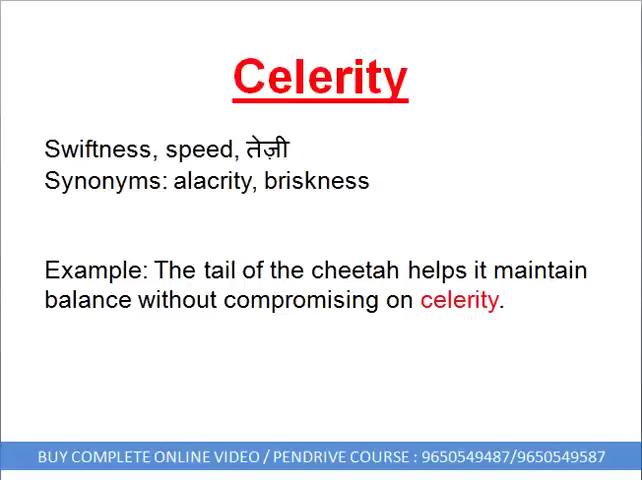 Celerity
Swiftness, speed, तेज़ी
Synonyms: alacrity, briskness
Example: The tail of the cheetah helps it maintain
balance without compromising on celerity.
BUY COMPLETE ONLINE VIDEO / PENDRIVE COURSE : 9650549487/9650549587